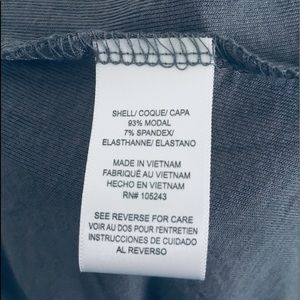 SHELL/ COQUE/ CAPA
93% MODAL
7% SPANDEX/
ELASTHANNE/ ELASTANO
MADE IN VIETNAM
FABRIQUÉ AU VIETNAM
HECHO EN VIETNAM
RN# 105243
SEE REVERSE FOR CARE
VOIR AU DOS POUR L'ENTRETIEN
INSTRUCCIONES DE CUIDADO
AL REVERSO